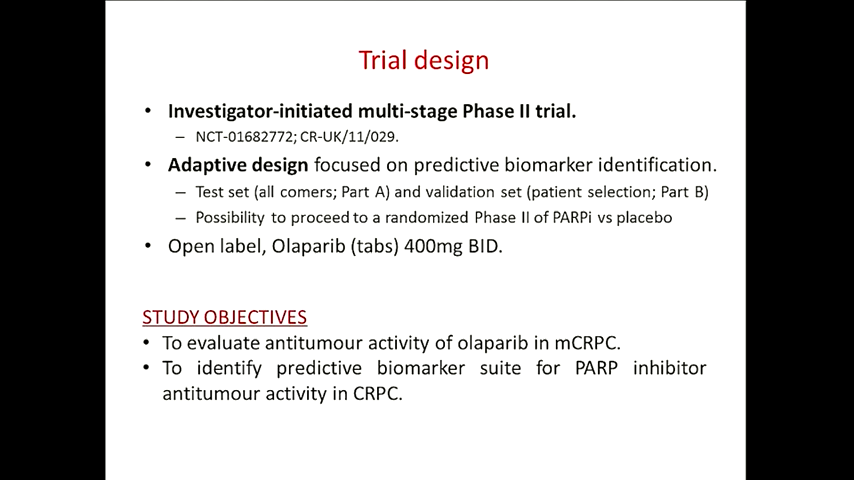 Trial design
• Investigator-initiated multi-stage Phase II trial.
– NCT-01682772; CR-UK/11/029.
• Adaptive design focused on predictive biomarker identification.
– Test set (all comers; Part A) and validation set (patient selection; Part B)
– Possibility to proceed to a randomized Phase II of PARPi vs placebo
• Open label, Olaparib (tabs) 400mg BID.
STUDY OBJECTIVES
• To evaluate antitumour activity of olaparib in mCRPC.
• To identify predictive biomarker suite for PARP inhibitor
antitumour activity in CRPC.